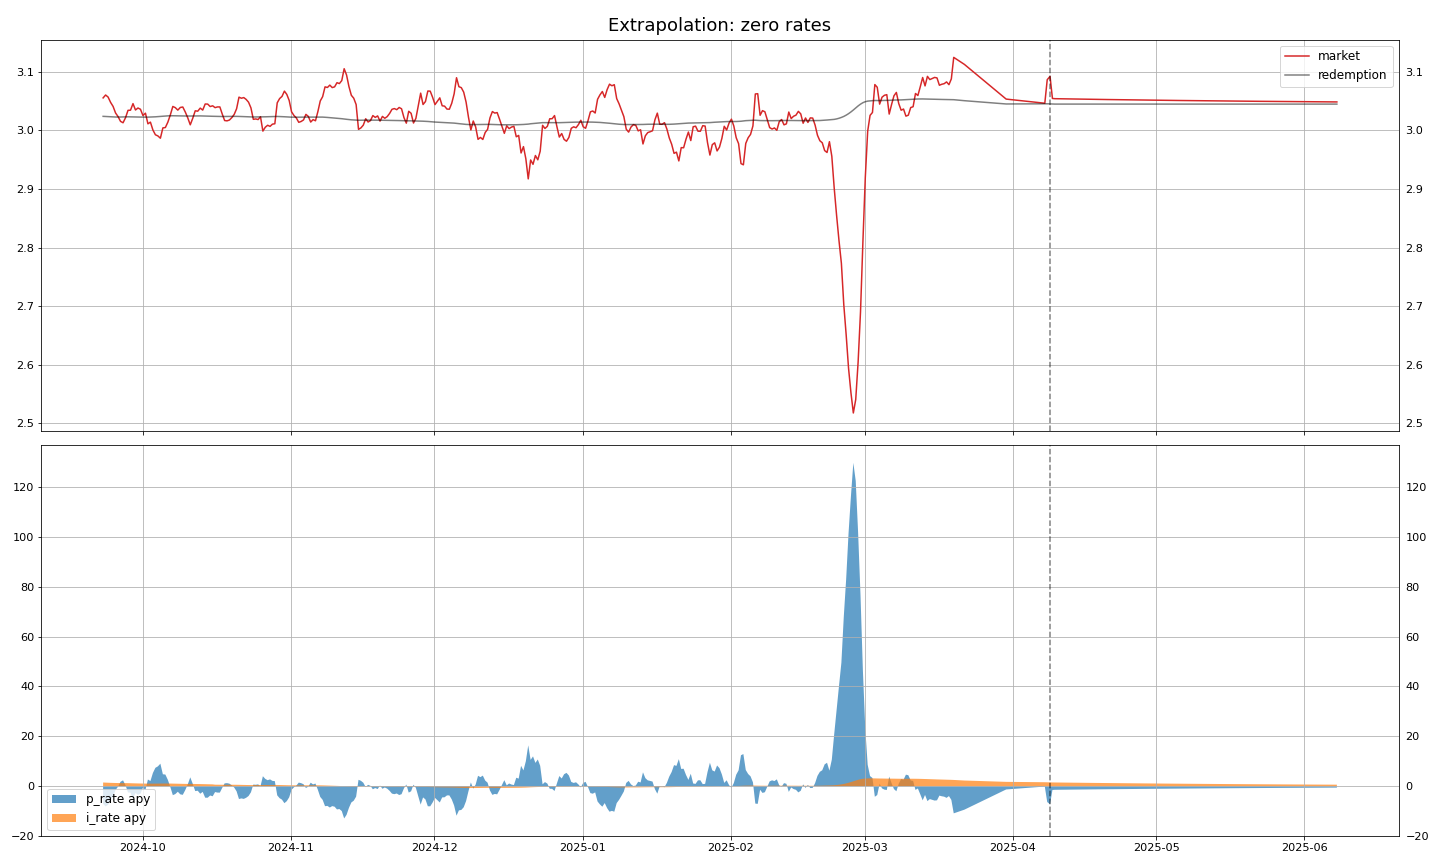 Extrapolation: zero rates
market
redemption
3.1 3.1
3.0 3.0
2.9 2.9
2.8 2.8
2.7 2.7
2.6 2.6
2.5 2.5
120 120
100 100
80 80
60 60
40 40
20 20
0 0
p_rate apy
i_rate apy
−20 −20
2024-10 2024-11 2024-12 2025-01 2025-02 2025-03 2025-04 2025-05 2025-06